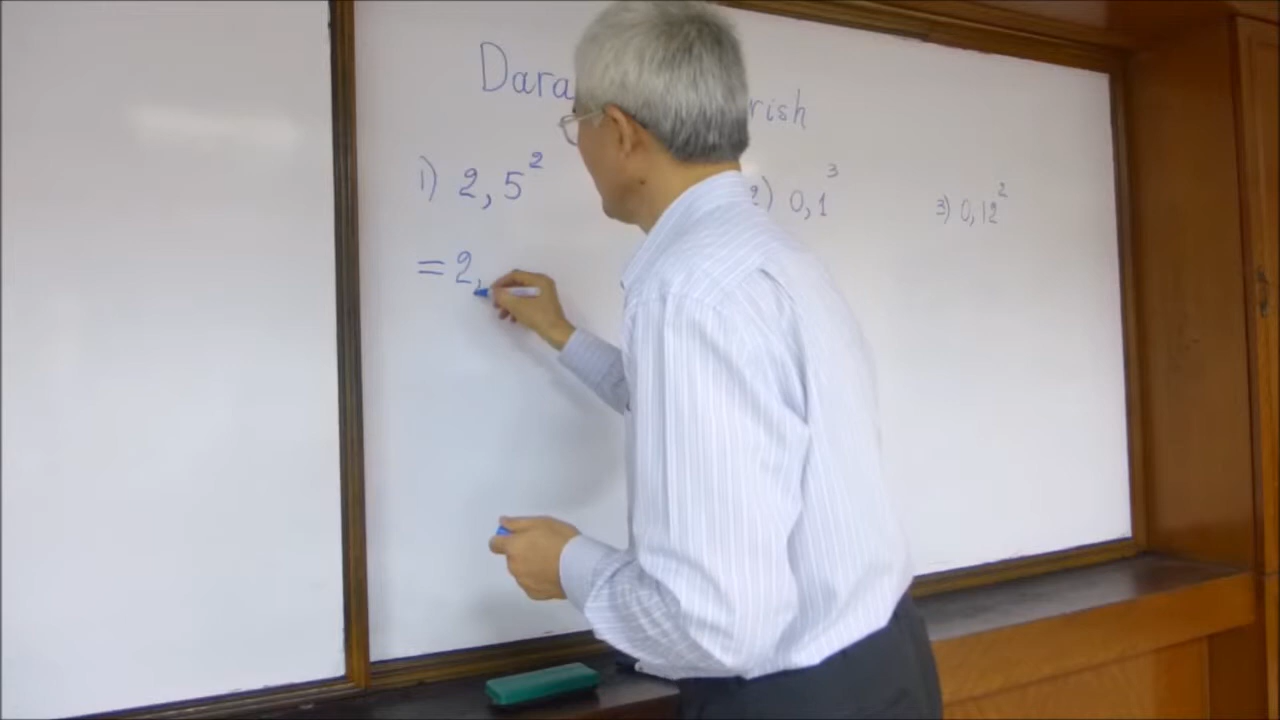 Dara rish
1) 2,5² 2) 0,1³ 3) 0,12²
= 2,